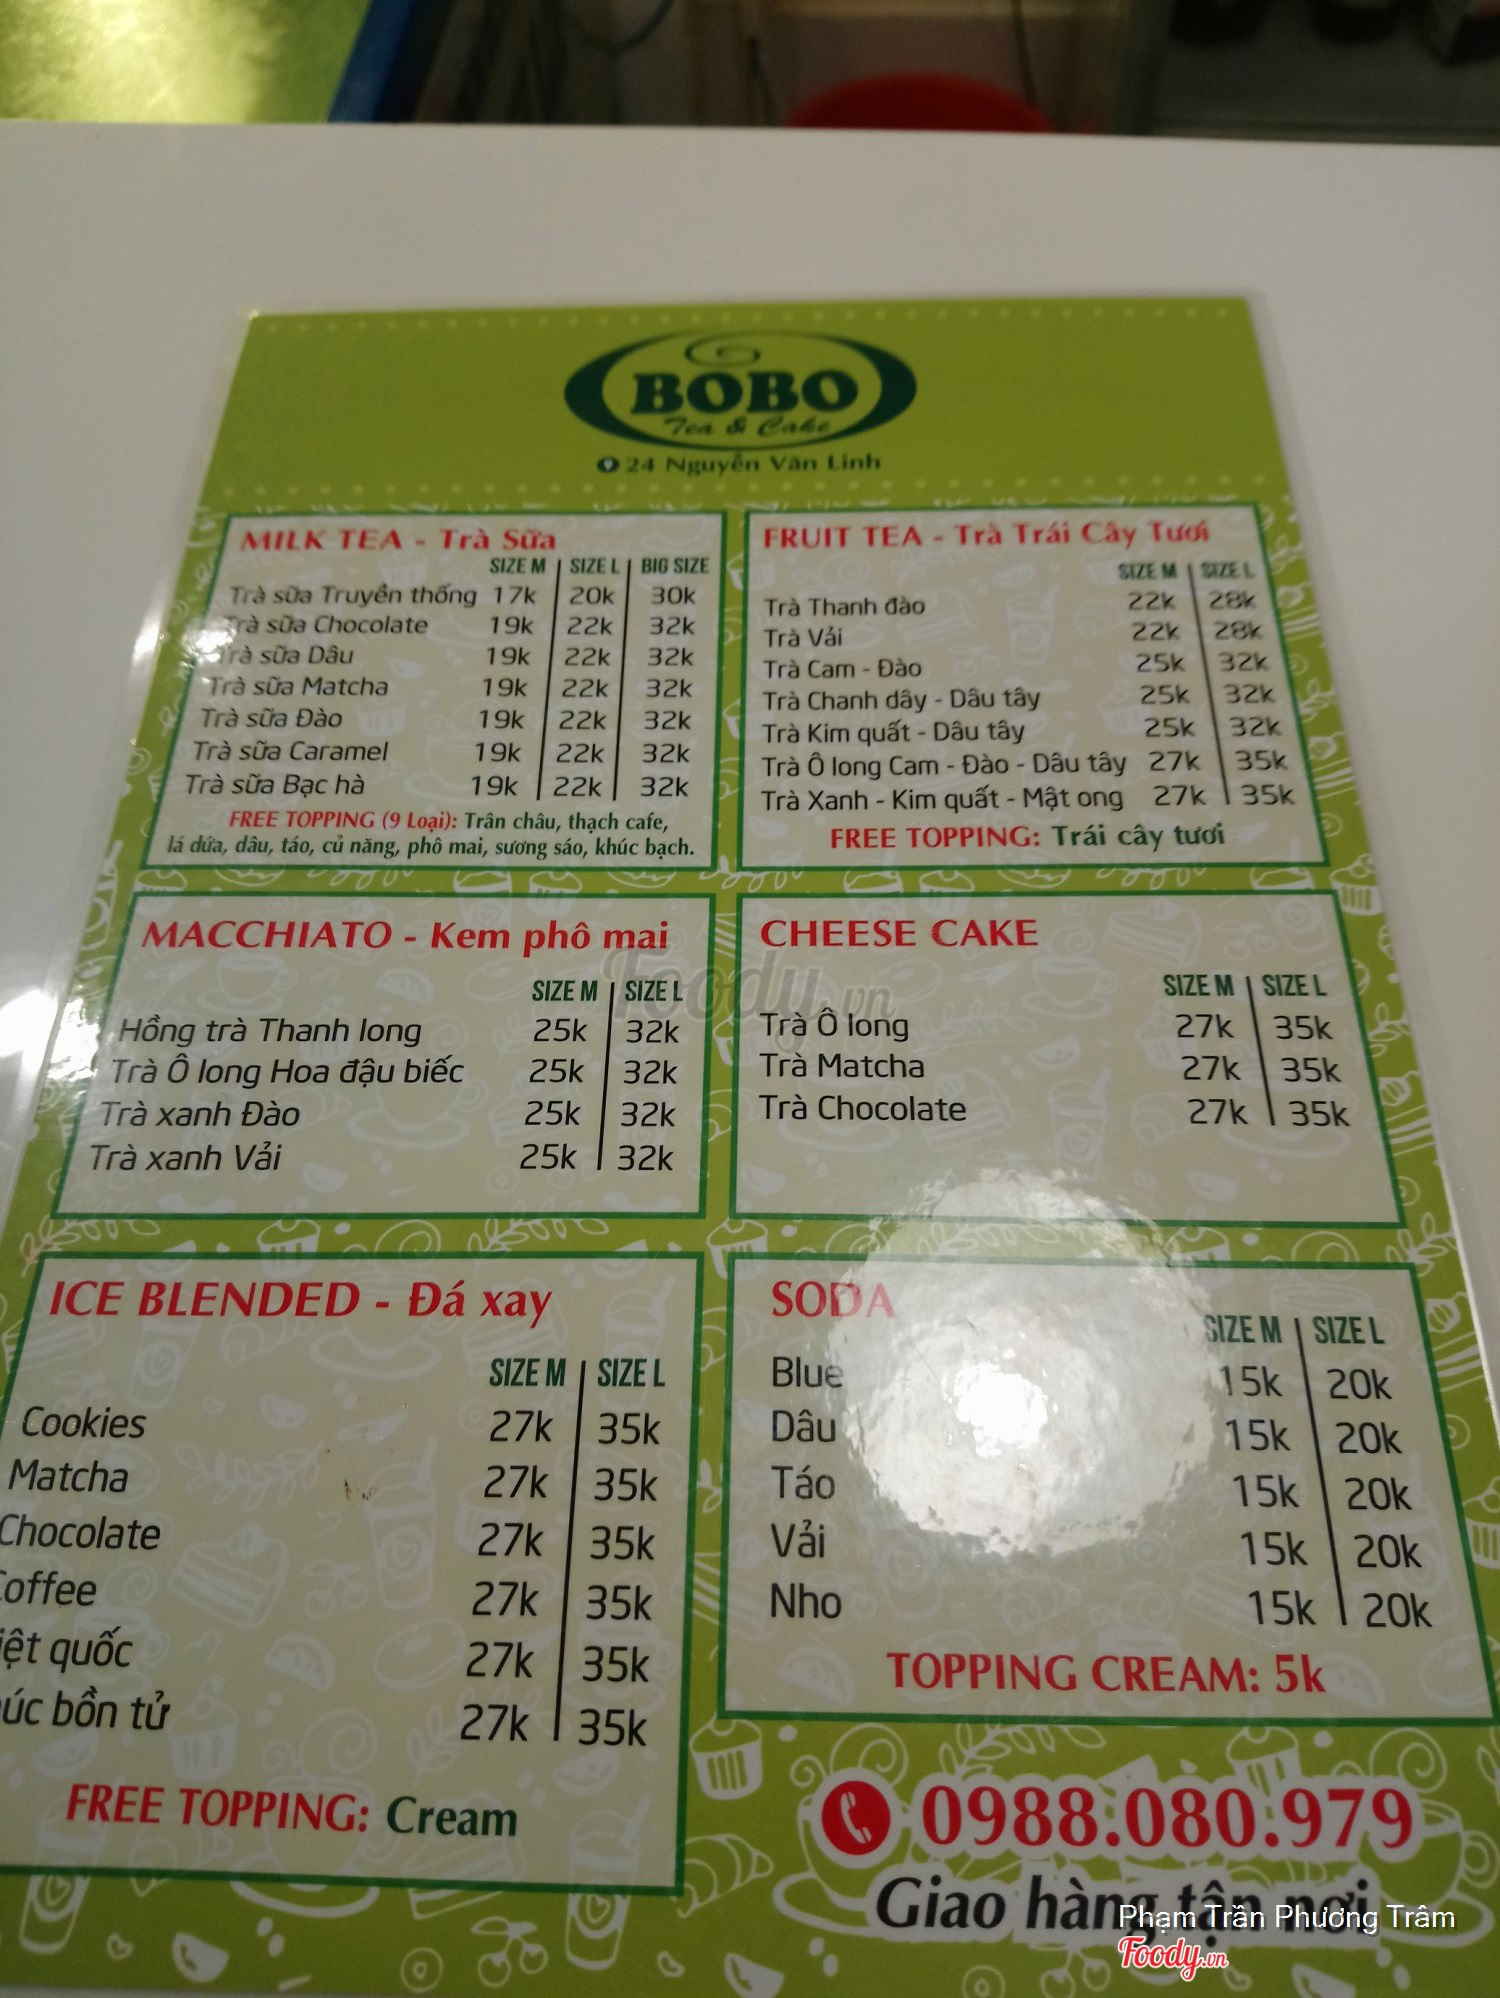 BOBO
Tea & Cake
24 Nguyễn Văn Linh
MILK TEA - Trà Sữa
SIZE M SIZE L BIG SIZE
Trà sữa Truyền thống 17k 20k 30k
Trà sữa Chocolate 19k 22k 32k
Trà sữa Dâu 19k 22k 32k
Trà sữa Matcha 19k 22k 32k
Trà sữa Đào 19k 22k 32k
Trà sữa Caramel 19k 22k 32k
Trà sữa Bạc hà 19k 22k 32k
FREE TOPPING (9 Loại): Trân châu, thạch cafe,
lá dứa, dâu, táo, củ năng, phô mai, sương sáo, khúc bạch.
FRUIT TEA - Trà Trái Cây Tươi
SIZE M SIZE L
Trà Thanh đào 22k 28k
Trà Vải 22k 28k
Trà Cam - Đào 25k 32k
Trà Chanh dây - Dâu tây 25k 32k
Trà Kim quất - Dâu tây 25k 32k
Trà Ô long Cam - Đào - Dâu tây 27k 35k
Trà Xanh - Kim quất - Mật ong 27k 35k
FREE TOPPING: Trái cây tươi
MACCHIATO - Kem phô mai
SIZE M SIZE L
Hồng trà Thanh long 25k 32k
Trà Ô long Hoa đậu biếc 25k 32k
Trà xanh Đào 25k 32k
Trà xanh Vải 25k 32k
CHEESE CAKE
SIZE M SIZE L
Trà Ô long 27k 35k
Trà Matcha 27k 35k
Trà Chocolate 27k 35k
Foody.vn
ICE BLENDED - Đá xay
SIZE M SIZE L
Cookies 27k 35k
Matcha 27k 35k
Chocolate 27k 35k
Coffee 27k 35k
iệt quốc 27k 35k
úc bồn tử 27k 35k
FREE TOPPING: Cream
SODA
SIZE M SIZE L
Blue 15k 20k
Dâu 15k 20k
Táo 15k 20k
Vải 15k 20k
Nho 15k 20k
TOPPING CREAM: 5k
0988.080.979
Giao hàng tận nơi
Phạm Trần Phương Trâm
Foody.vn